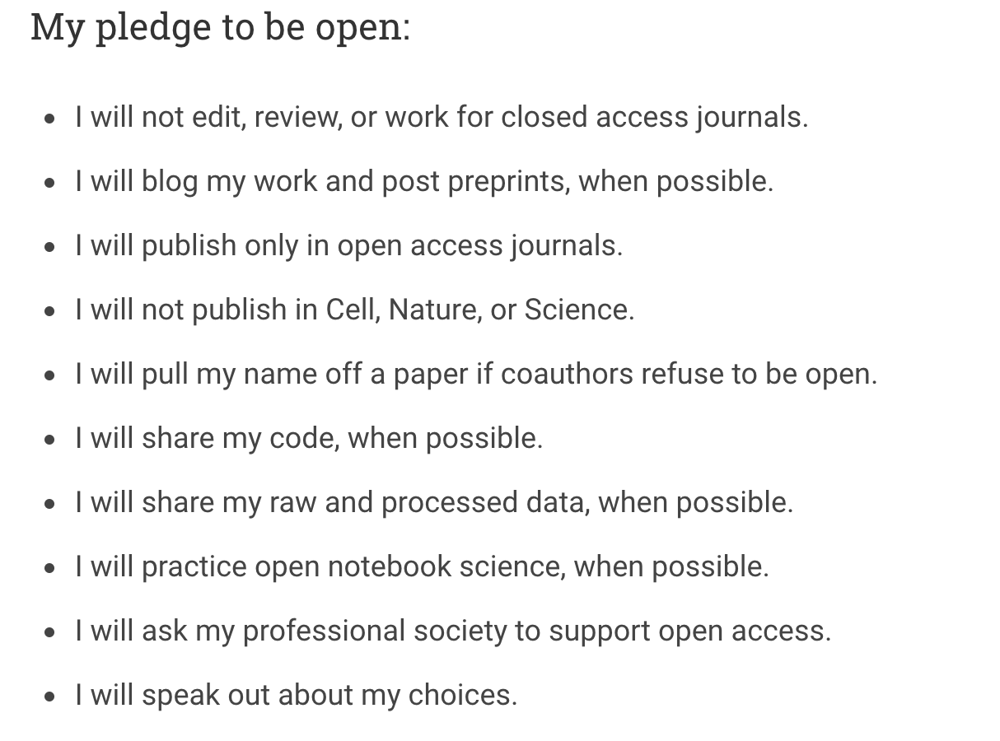 My pledge to be open:
• I will not edit, review, or work for closed access journals.
• I will blog my work and post preprints, when possible.
• I will publish only in open access journals.
• I will not publish in Cell, Nature, or Science.
• I will pull my name off a paper if coauthors refuse to be open.
• I will share my code, when possible.
• I will share my raw and processed data, when possible.
• I will practice open notebook science, when possible.
• I will ask my professional society to support open access.
• I will speak out about my choices.